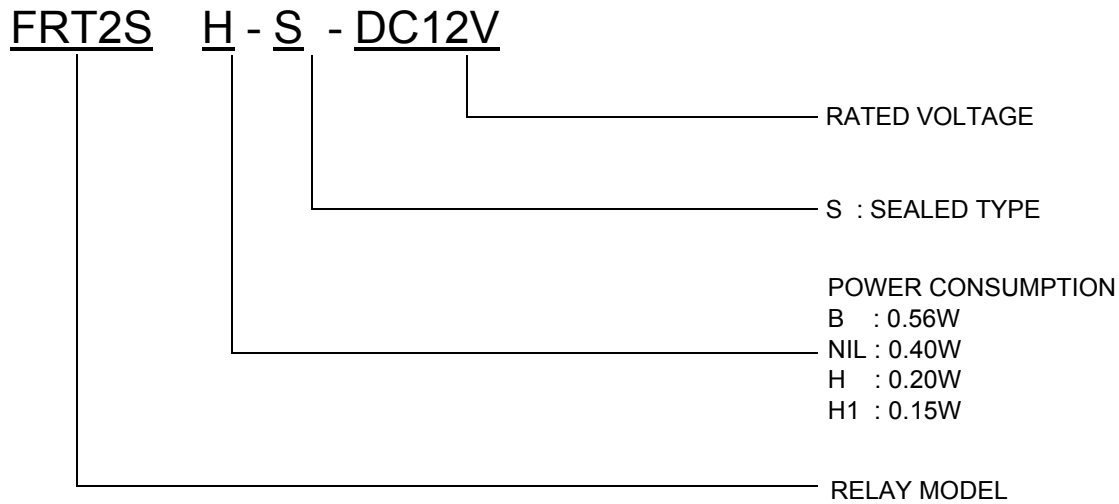 FRT2S H - S - DC12V
RATED VOLTAGE
S : SEALED TYPE
POWER CONSUMPTION
B : 0.56W
NIL : 0.40W
H : 0.20W
H1 : 0.15W
RELAY MODEL